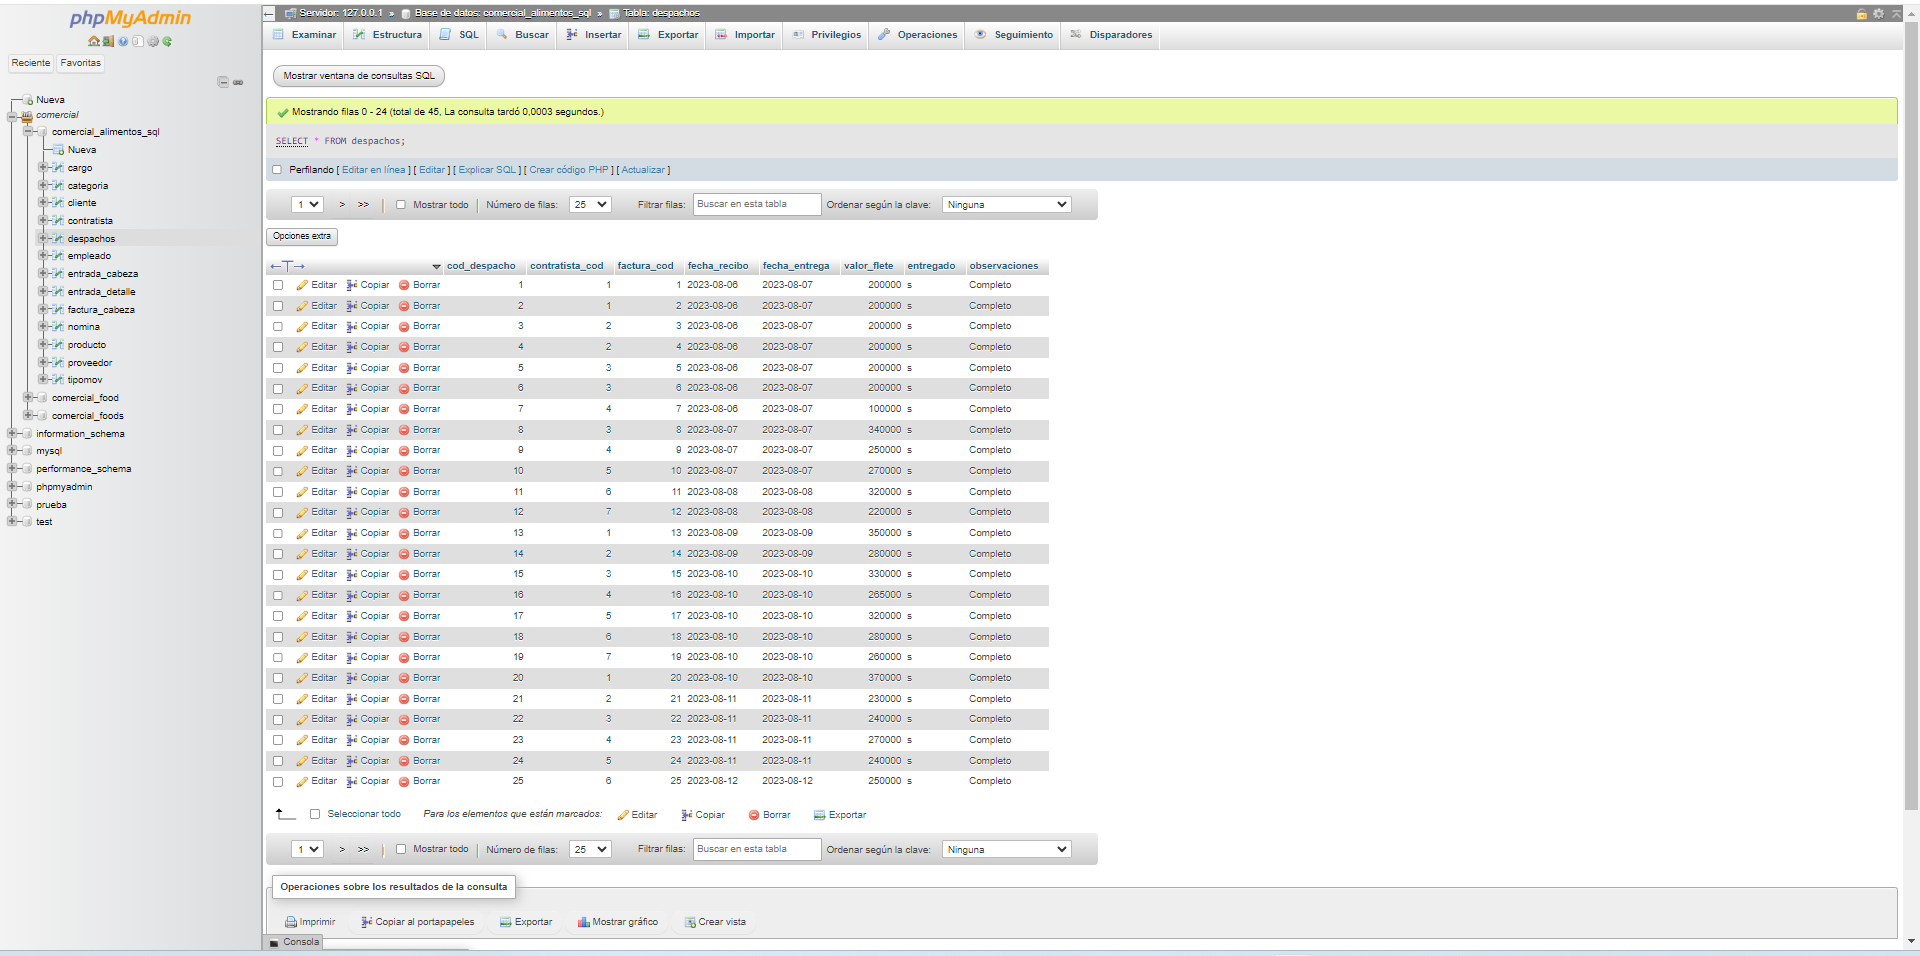 phpMyAdmin
Reciente Favoritas
Nueva
comercial
comercial_alimentos_sql
Nueva
cargo
categoria
cliente
contratista
despachos
empleado
entrada_cabeza
entrada_detalle
factura_cabeza
nomina
producto
proveedor
tipomov
comercial_food
comercial_foods
information_schema
mysql
performance_schema
phpmyadmin
prueba
test
Servidor: 127.0.0.1 » Base de datos: comercial_alimentos_sql » Tabla: despachos
Examinar Estructura SQL Buscar Insertar Exportar Importar Privilegios Operaciones Seguimiento Disparadores
Mostrar ventana de consultas SQL
Mostrando filas 0 - 24 (total de 45, La consulta tardó 0,0003 segundos.)
SELECT * FROM despachos;
Perfilando [ Editar en línea ] [ Editar ] [ Explicar SQL ] [ Crear código PHP ] [ Actualizar ]
1 > >> | Mostrar todo | Número de filas: 25 Filtrar filas: Buscar en esta tabla Ordenar según la clave: Ninguna
Opciones extra
←T→ cod_despacho contratista_cod factura_cod fecha_recibo fecha_entrega valor_flete entregado observaciones
Editar Copiar Borrar 1 1 1 2023-08-06 2023-08-07 200000 s Completo
Editar Copiar Borrar 2 1 2 2023-08-06 2023-08-07 200000 s Completo
Editar Copiar Borrar 3 2 3 2023-08-06 2023-08-07 200000 s Completo
Editar Copiar Borrar 4 2 4 2023-08-06 2023-08-07 200000 s Completo
Editar Copiar Borrar 5 3 5 2023-08-06 2023-08-07 200000 s Completo
Editar Copiar Borrar 6 3 6 2023-08-06 2023-08-07 200000 s Completo
Editar Copiar Borrar 7 4 7 2023-08-06 2023-08-07 100000 s Completo
Editar Copiar Borrar 8 3 8 2023-08-07 2023-08-07 340000 s Completo
Editar Copiar Borrar 9 4 9 2023-08-07 2023-08-07 250000 s Completo
Editar Copiar Borrar 10 5 10 2023-08-07 2023-08-07 270000 s Completo
Editar Copiar Borrar 11 6 11 2023-08-08 2023-08-08 320000 s Completo
Editar Copiar Borrar 12 7 12 2023-08-08 2023-08-08 220000 s Completo
Editar Copiar Borrar 13 1 13 2023-08-09 2023-08-09 350000 s Completo
Editar Copiar Borrar 14 2 14 2023-08-09 2023-08-09 280000 s Completo
Editar Copiar Borrar 15 3 15 2023-08-10 2023-08-10 330000 s Completo
Editar Copiar Borrar 16 4 16 2023-08-10 2023-08-10 265000 s Completo
Editar Copiar Borrar 17 5 17 2023-08-10 2023-08-10 320000 s Completo
Editar Copiar Borrar 18 6 18 2023-08-10 2023-08-10 280000 s Completo
Editar Copiar Borrar 19 7 19 2023-08-10 2023-08-10 260000 s Completo
Editar Copiar Borrar 20 1 20 2023-08-10 2023-08-10 370000 s Completo
Editar Copiar Borrar 21 2 21 2023-08-11 2023-08-11 230000 s Completo
Editar Copiar Borrar 22 3 22 2023-08-11 2023-08-11 240000 s Completo
Editar Copiar Borrar 23 4 23 2023-08-11 2023-08-11 270000 s Completo
Editar Copiar Borrar 24 5 24 2023-08-11 2023-08-11 240000 s Completo
Editar Copiar Borrar 25 6 25 2023-08-12 2023-08-12 250000 s Completo
Seleccionar todo Para los elementos que están marcados: Editar Copiar Borrar Exportar
1 > >> | Mostrar todo | Número de filas: 25 Filtrar filas: Buscar en esta tabla Ordenar según la clave: Ninguna
Operaciones sobre los resultados de la consulta
Imprimir Copiar al portapapeles Exportar Mostrar gráfico Crear vista
Consola